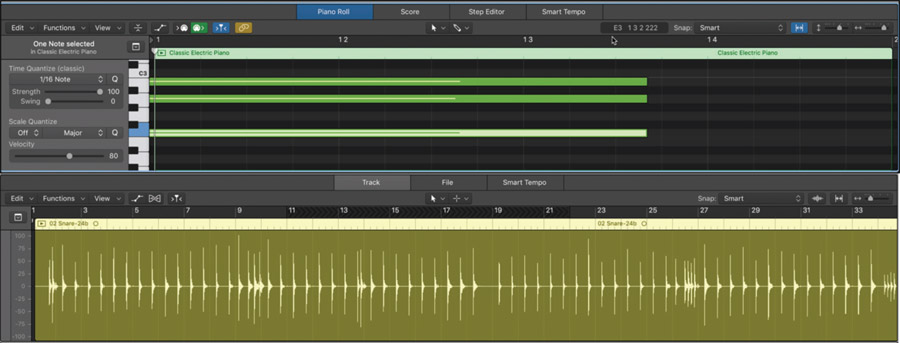 Piano Roll Score Step Editor Smart Tempo
Edit Functions View E3 1 3 2 222 Snap: Smart
One Note selected
in Classic Electric Piano
1 1 2 1 3 1 4 2
Classic Electric Piano Classic Electric Piano
Time Quantize (classic)
1/16 Note Q
Strength 100
Swing 0
Scale Quantize
Off Major Q
Velocity 80
C3
Track File Smart Tempo
Edit Functions View Snap: Smart
1 3 5 7 9 11 13 15 17 19 21 23 25 27 29 31 33
02 Snare-24b 02 Snare-24b
100
75
50
25
0
-25
-50
-75
-100